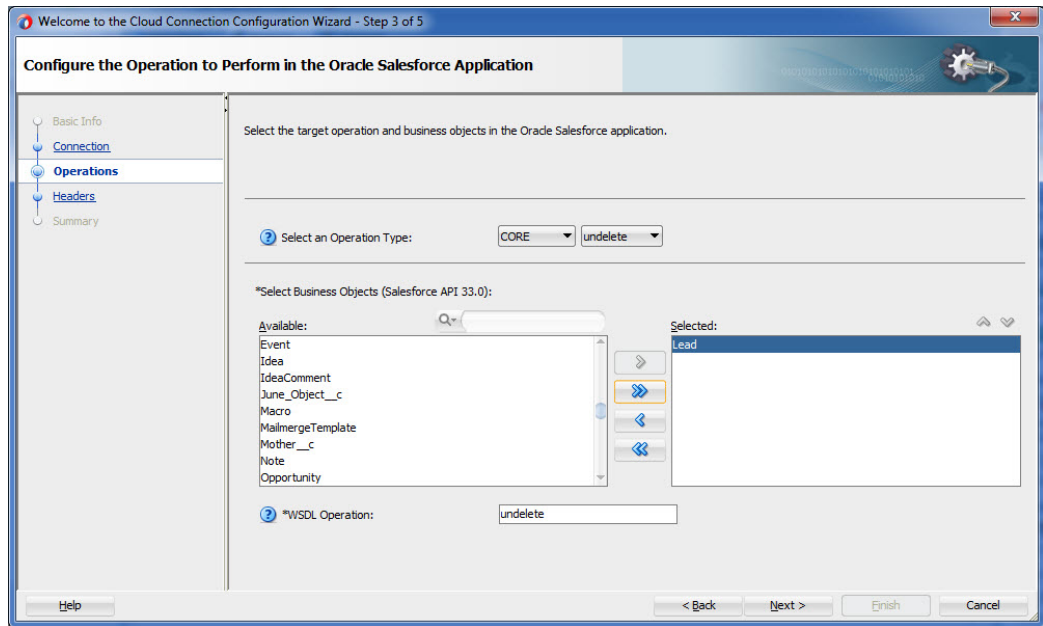 Welcome to the Cloud Connection Configuration Wizard - Step 3 of 5
Configure the Operation to Perform in the Oracle Salesforce Application
Basic Info
Connection
Operations
Headers
Summary
Select the target operation and business objects in the Oracle Salesforce application.
Select an Operation Type: CORE undelete
*Select Business Objects (Salesforce API 33.0):
Available:
Event
Idea
IdeaComment
June_Object__c
Macro
MailmergeTemplate
Mother__c
Note
Opportunity
Selected:
Lead
*WSDL Operation: undelete
Help < Back Next > Finish Cancel